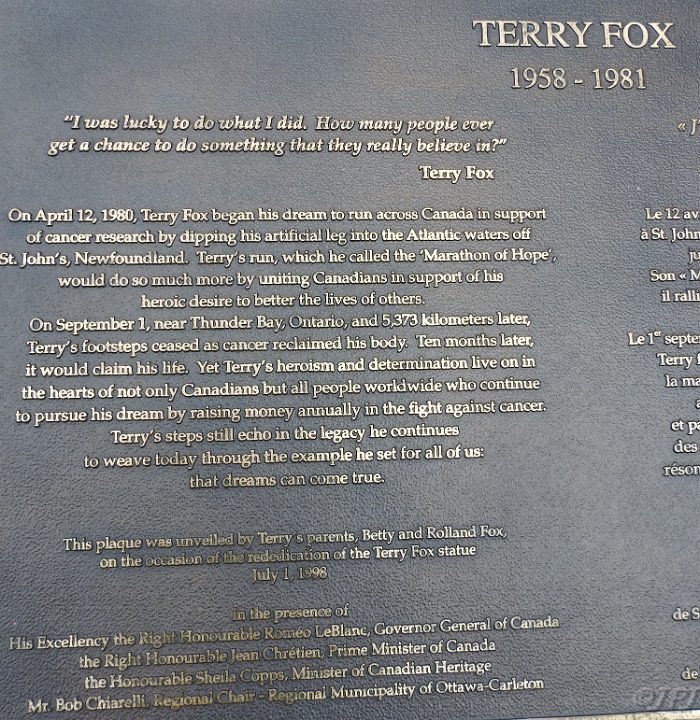 TERRY FOX
1958 - 1981
"I was lucky to do what I did. How many people ever
get a chance to do something that they really believe in?"
Terry Fox
On April 12, 1980, Terry Fox began his dream to run across Canada in support
of cancer research by dipping his artificial leg into the Atlantic waters off
St. John's, Newfoundland. Terry's run, which he called the 'Marathon of Hope',
would do so much more by uniting Canadians in support of his
heroic desire to better the lives of others.
On September 1, near Thunder Bay, Ontario, and 5,373 kilometers later,
Terry's footsteps ceased as cancer reclaimed his body. Ten months later,
it would claim his life. Yet Terry's heroism and determination live on in
the hearts of not only Canadians but all people worldwide who continue
to pursue his dream by raising money annually in the fight against cancer.
Terry's steps still echo in the legacy he continues
to weave today through the example he set for all of us:
that dreams can come true.
This plaque was unveiled by Terry's parents, Betty and Rolland Fox,
on the occasion of the rededication of the Terry Fox statue
July 1, 1998
in the presence of
His Excellency the Right Honourable Roméo LeBlanc, Governor General of Canada
the Right Honourable Jean Chrétien, Prime Minister of Canada
the Honourable Sheila Copps, Minister of Canadian Heritage
Mr. Bob Chiarelli, Regional Chair - Regional Municipality of Ottawa-Carleton
« J'
Le 12 av
à St. John
ju
Son « M
il ralli
Le 1er septe
Terry f
la ma
a
et pa
des
réson
de S
de